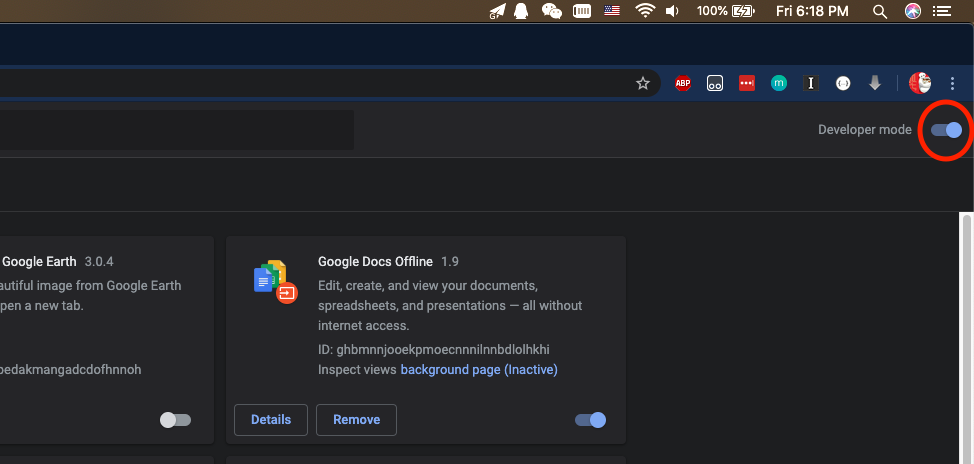 100%
Fri 6:18 PM
ABP
m
I
Developer mode
Google Earth 3.0.4
autiful image from Google Earth
pen a new tab.
oedakmangadcdofhnnoh
Google Docs Offline 1.9
Edit, create, and view your documents,
spreadsheets, and presentations — all without
internet access.
ID: ghbmnnjooekpmoecnnnilnnbdlolhkhi
Inspect views background page (Inactive)
Details
Remove